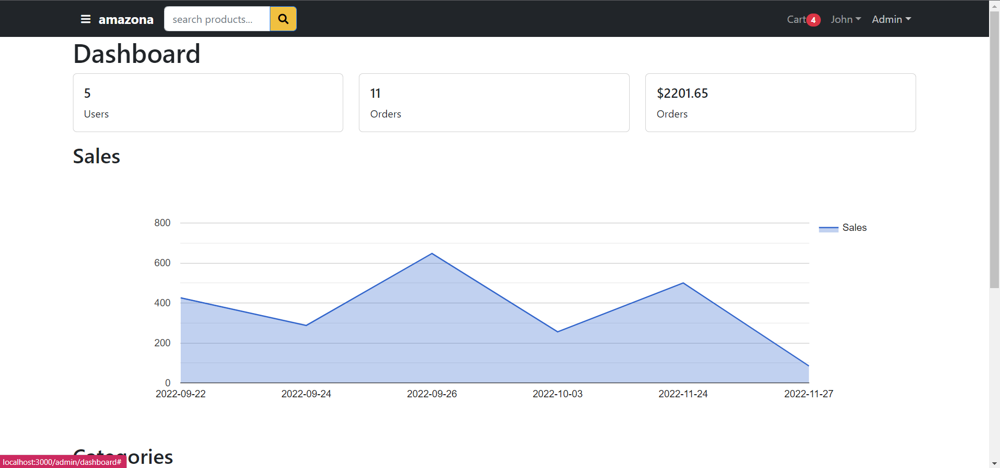 amazona search products... Cart 4 John Admin
Dashboard
5 11 $2201.65
Users Orders Orders
Sales
800
Sales
600
400
200
0
2022-09-22 2022-09-24 2022-09-26 2022-10-03 2022-11-24 2022-11-27
Categories
localhost:3000/admin/dashboard#